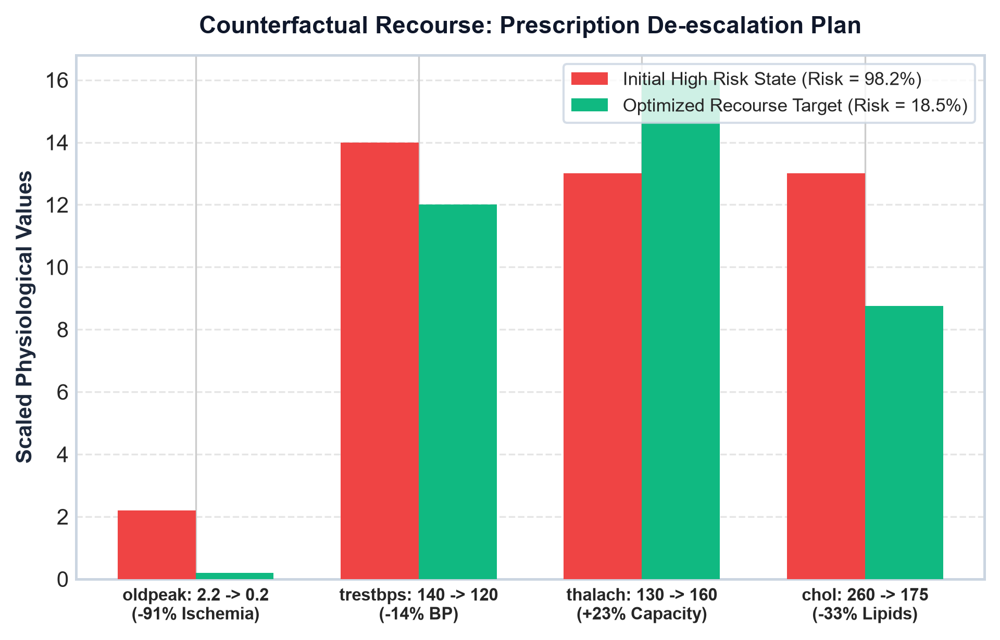 Counterfactual Recourse: Prescription De-escalation Plan
Initial High Risk State (Risk = 98.2%)
Optimized Recourse Target (Risk = 18.5%)
Scaled Physiological Values
16
14
12
10
8
6
4
2
0
oldpeak: 2.2 -> 0.2
(-91% Ischemia)
trestbps: 140 -> 120
(-14% BP)
thalach: 130 -> 160
(+23% Capacity)
chol: 260 -> 175
(-33% Lipids)